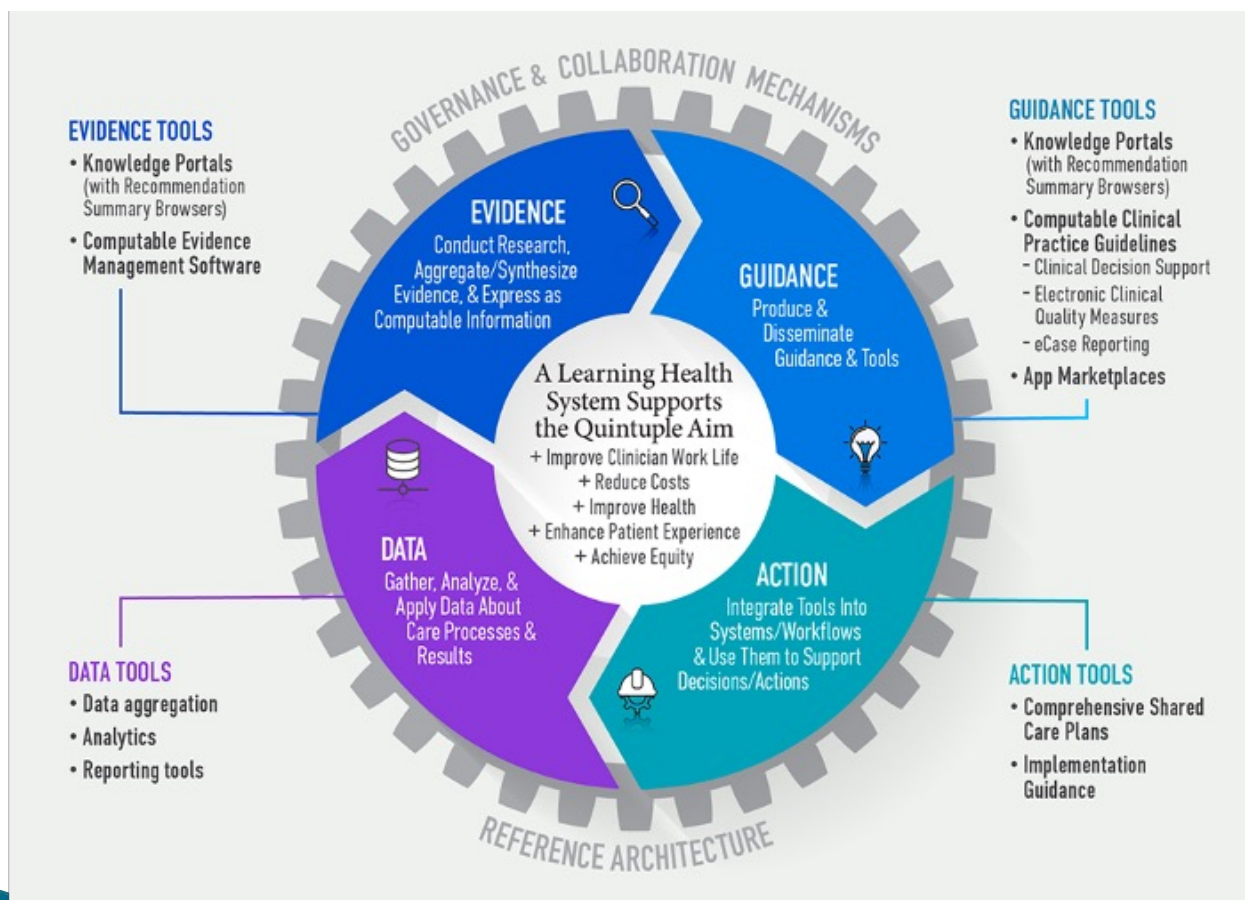 GOVERNANCE & COLLABORATION MECHANISMS
EVIDENCE TOOLS
• Knowledge Portals
(with Recommendation
Summary Browsers)
• Computable Evidence
Management Software
GUIDANCE TOOLS
• Knowledge Portals
(with Recommendation
Summary Browsers)
• Computable Clinical
Practice Guidelines
- Clinical Decision Support
- Electronic Clinical
Quality Measures
- eCase Reporting
• App Marketplaces
EVIDENCE
Conduct Research,
Aggregate/Synthesize
Evidence, & Express as
Computable Information
GUIDANCE
Produce &
Disseminate
Guidance & Tools
A Learning Health
System Supports
the Quintuple Aim
+ Improve Clinician Work Life
+ Reduce Costs
+ Improve Health
+ Enhance Patient Experience
+ Achieve Equity
DATA
Gather, Analyze, &
Apply Data About
Care Processes &
Results
ACTION
Integrate Tools Into
Systems/Workflows
& Use Them to Support
Decisions/Actions
DATA TOOLS
• Data aggregation
• Analytics
• Reporting tools
ACTION TOOLS
• Comprehensive Shared
Care Plans
• Implementation
Guidance
REFERENCE ARCHITECTURE